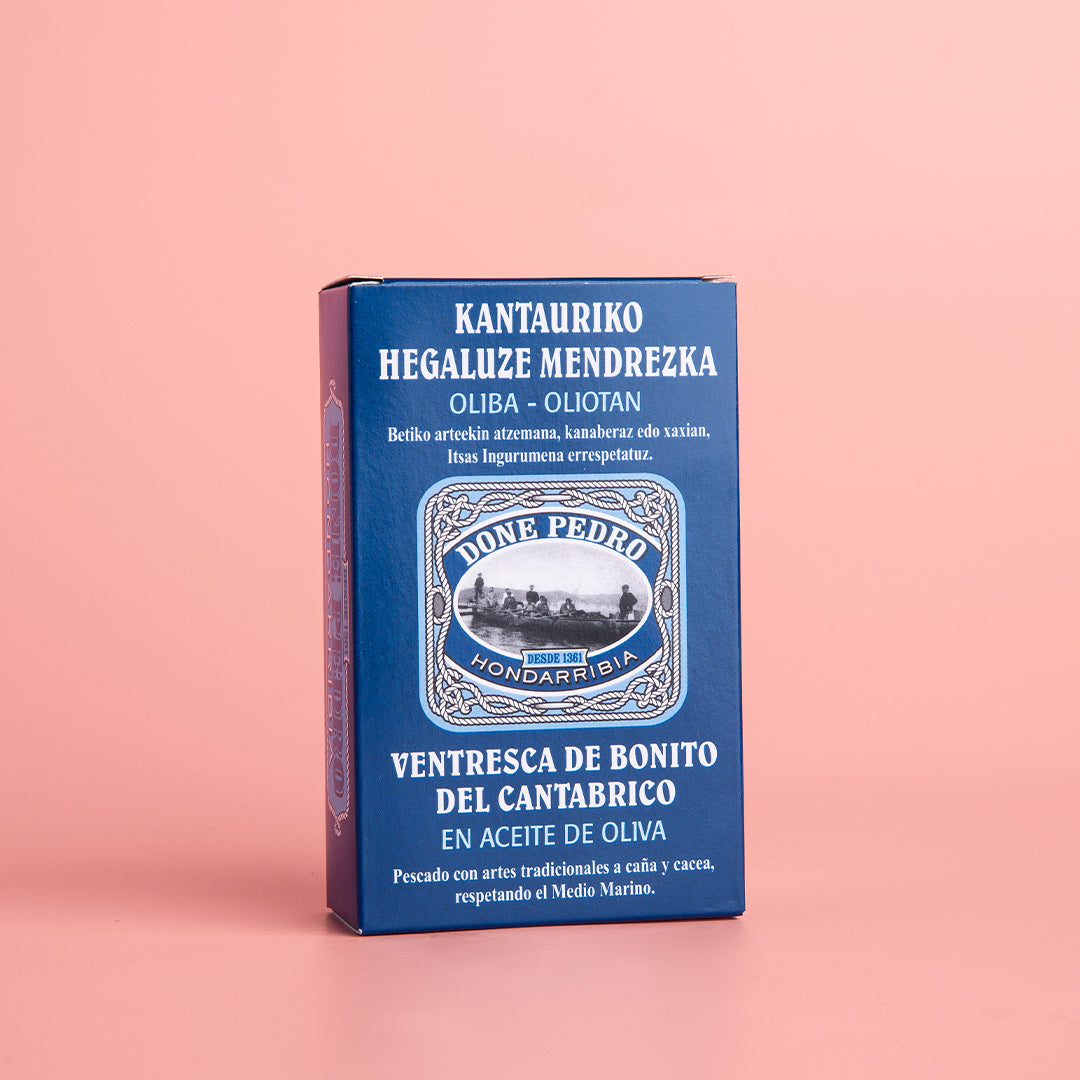 KANTAURIKO
HEGALUZE MENDREZKA
OLIBA - OLIOTAN
Betiko arteekin atzemana, kanaberaz edo xaxian,
Itsas Ingurumena errespetatuz.
DONE PEDRO
DESDE 1361
HONDARRIBIA
VENTRESCA DE BONITO
DEL CANTABRICO
EN ACEITE DE OLIVA
Pescado con artes tradicionales a caña y cacea,
respetando el Medio Marino.
DONE PEDRO